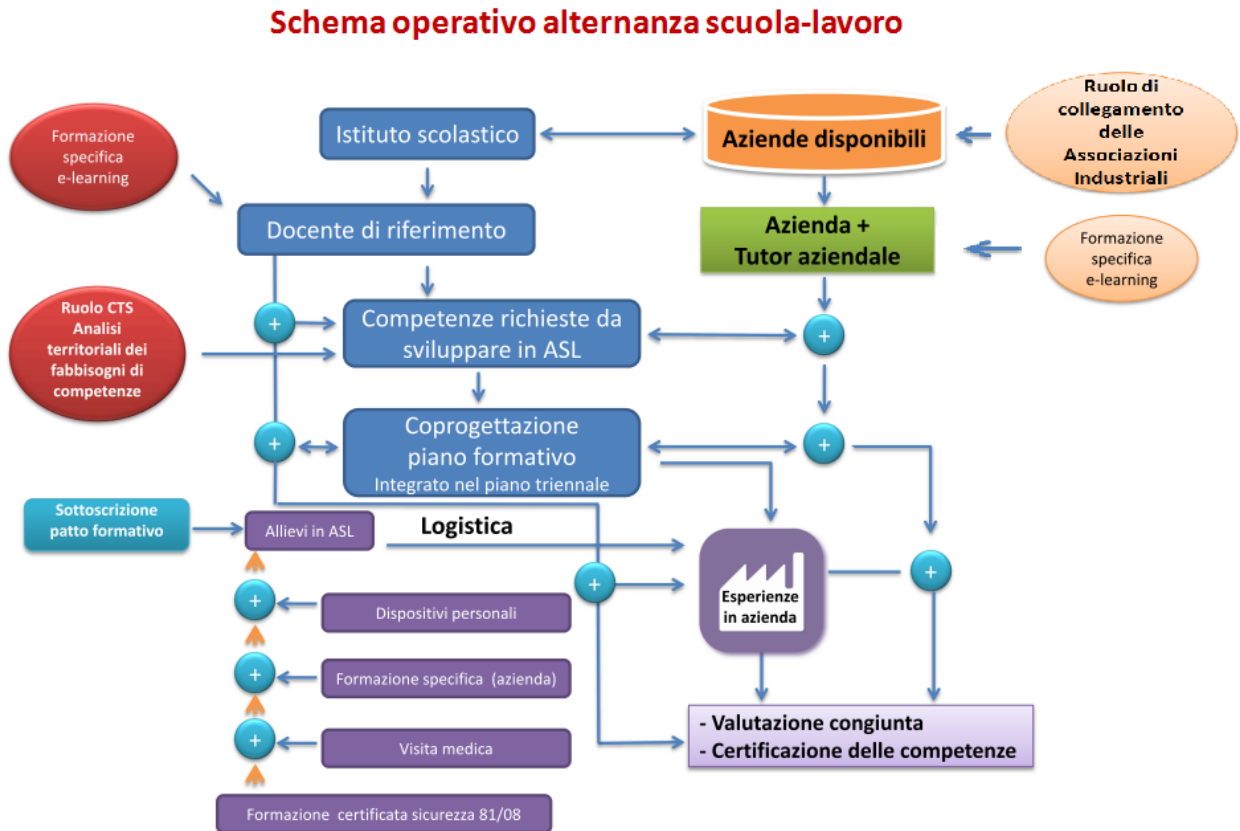 Schema operativo alternanza scuola-lavoro
Formazione
specifica
e-learning
Istituto scolastico
Aziende disponibili
Ruolo di
collegamento
delle
Associazioni
Industriali
Docente di riferimento
Azienda +
Tutor aziendale
Formazione
specifica
e-learning
Ruolo CTS
Analisi
territoriali dei
fabbisogni di
competenze
+
Competenze richieste da
sviluppare in ASL
+
+
Coprogettazione
piano formativo
Integrato nel piano triennale
+
Sottoscrizione
patto formativo
Allievi in ASL
Logistica
+
Esperienze
in azienda
+
+
Dispositivi personali
+
Formazione specifica (azienda)
+
Visita medica
- Valutazione congiunta
- Certificazione delle competenze
Formazione certificata sicurezza 81/08